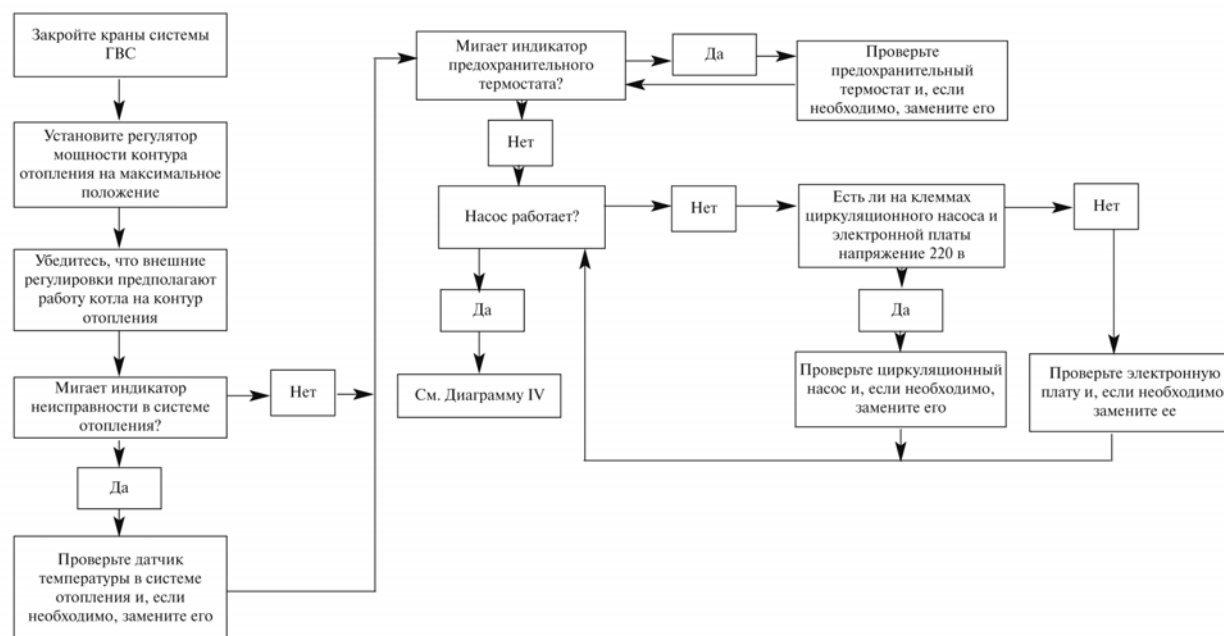 Закройте краны системы
ГВС
Установите регулятор
мощности контура
отопления на максимальное
положение
Убедитесь, что внешние
регулировки предполагают
работу котла на контур
отопления
Мигает индикатор
неисправности в системе
отопления?
Нет
Да
Проверьте датчик
температуры в системе
отопления и, если
необходимо, замените его
Мигает индикатор
предохранительного
термостата?
Да
Проверьте
предохранительный
термостат и, если
необходимо, замените его
Нет
Насос работает?
Нет
Есть ли на клеммах
циркуляционного насоса и
электронной платы
напряжение 220 в
Нет
Да
Да
См. Диаграмму IV
Проверьте циркуляционный
насос и, если необходимо,
замените его
Проверьте электронную
плату и, если необходимо
замените ее